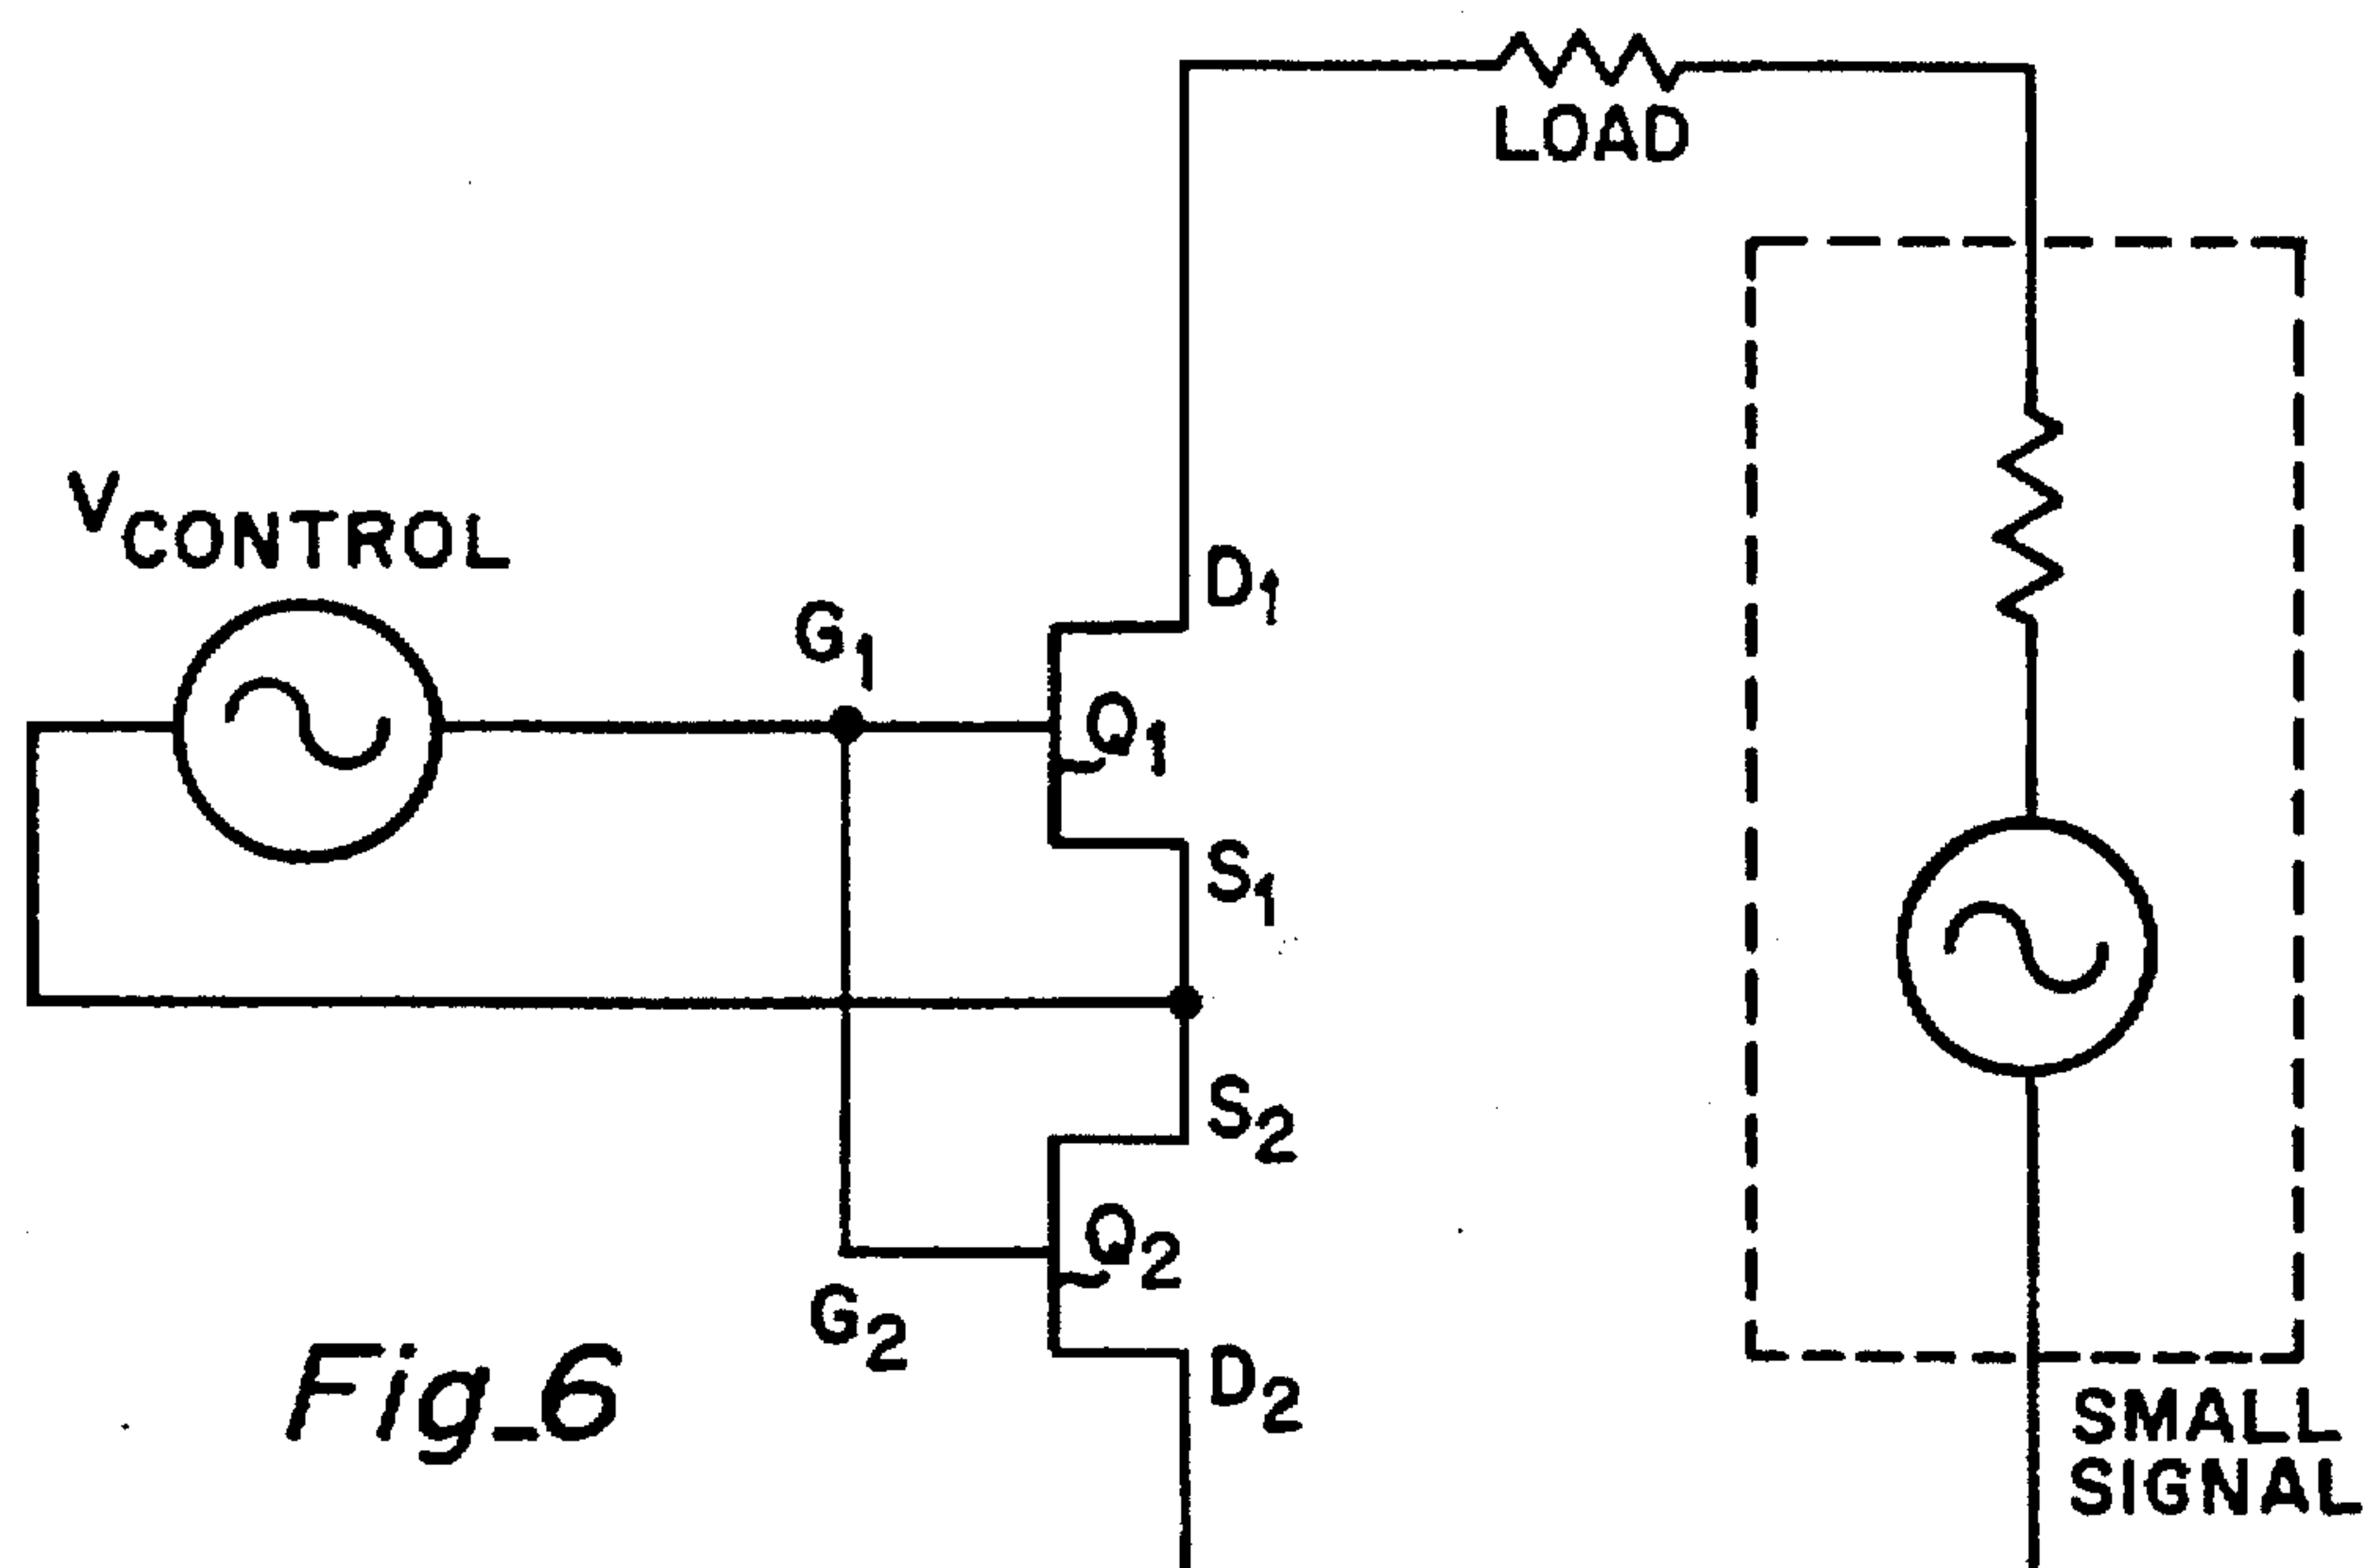 LOAD
VCONTROL
D1
G1
Q1
S1
S2
Q2
G2
D2
Fig_6
SMALL
SIGNAL